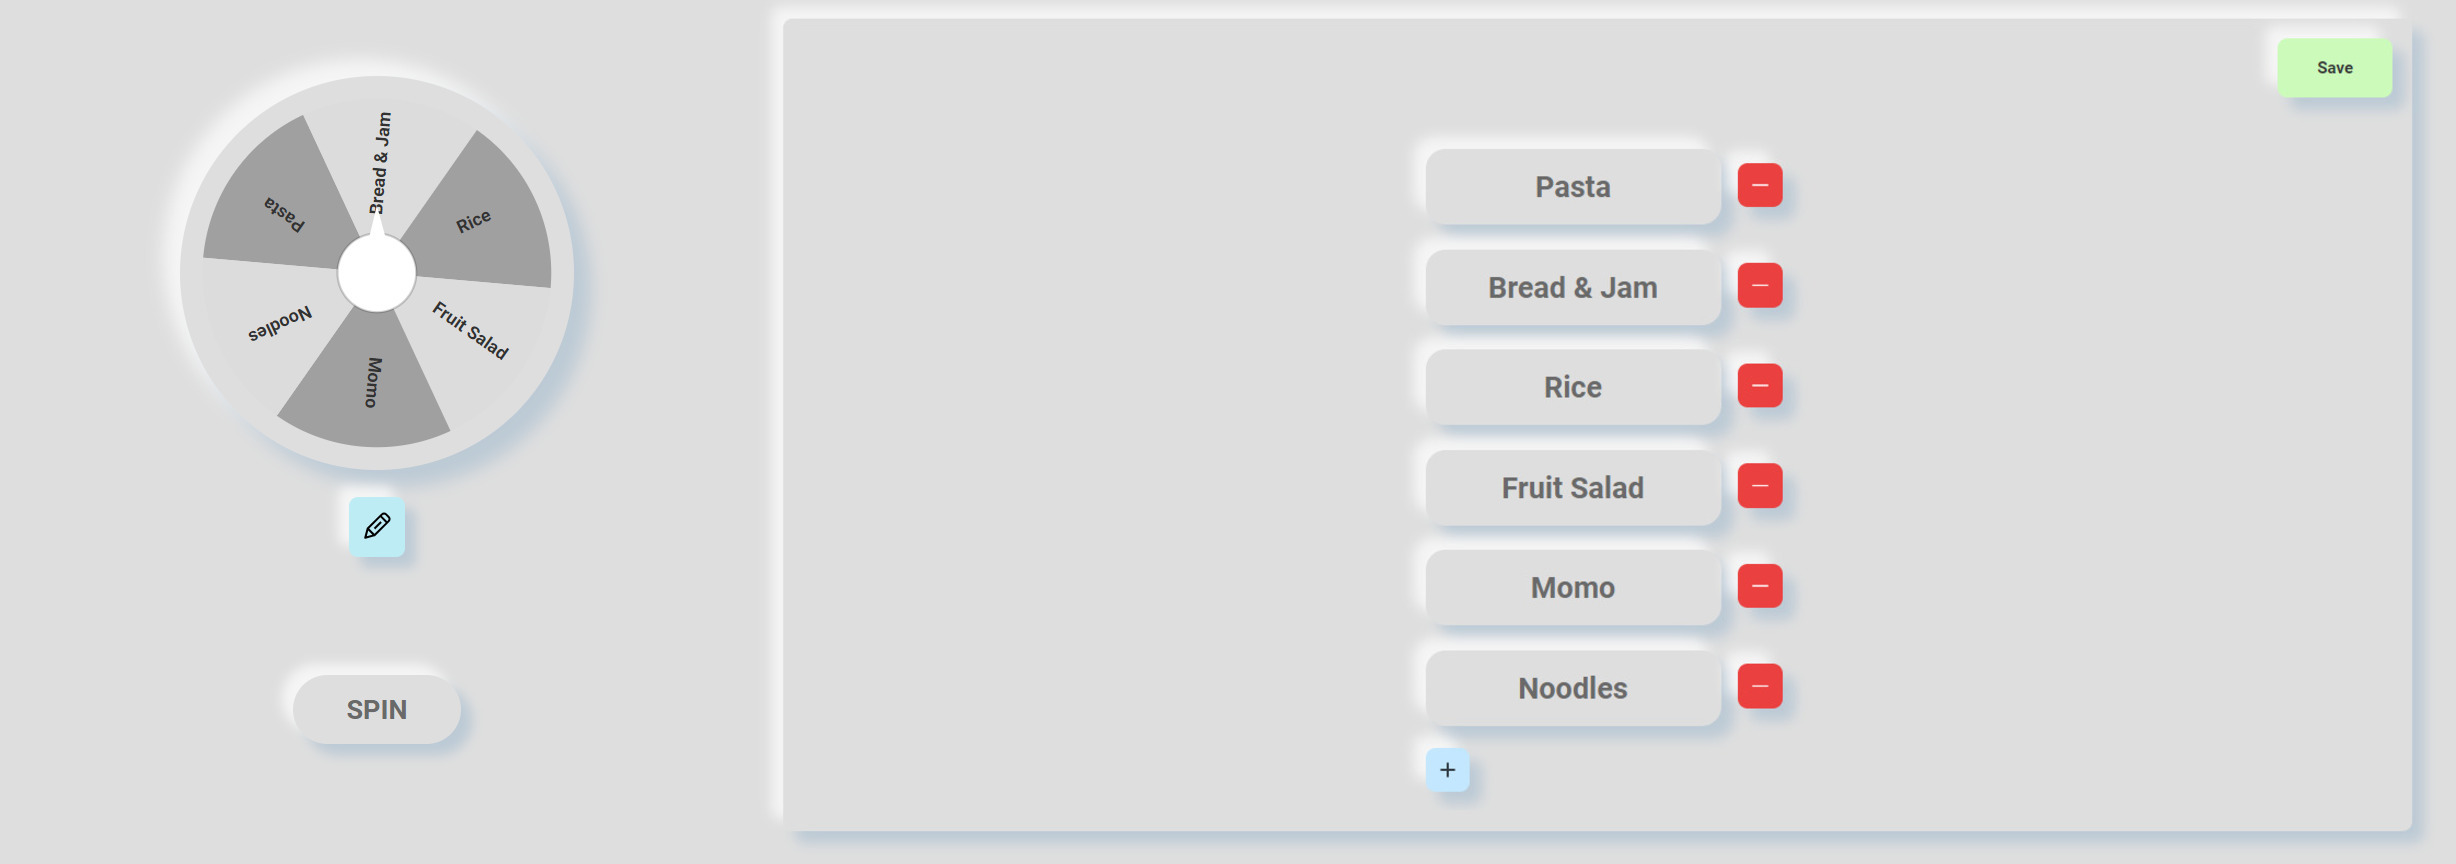 Bread & Jam
Rice
Pasta
Noodles
Fruit Salad
Momo
SPIN
Save
Pasta
Bread & Jam
Rice
Fruit Salad
Momo
Noodles